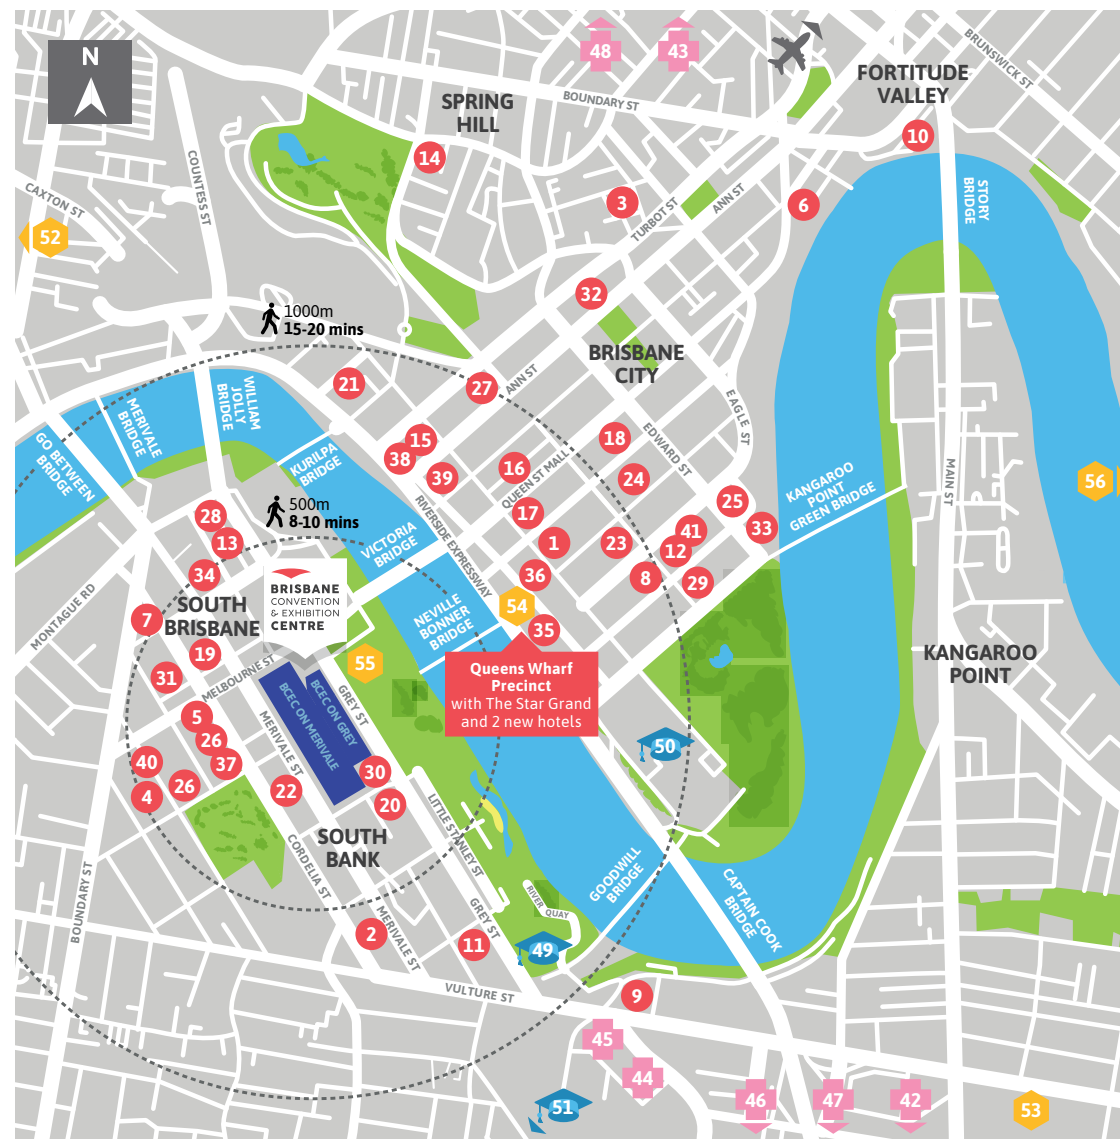 N
48
43
FORTITUDE
VALLEY
BRUNSWICK ST
SPRING
HILL
BOUNDARY ST
10
14
COUNTESS ST
CAXTON ST
3
TURBOT ST
ANN ST
6
STORY
BRIDGE
52
32
1000m
15-20 mins
BRISBANE
CITY
21
27
ANN ST
EAGLE ST
WILLIAM
JOLLY
BRIDGE
MERIVALE
BRIDGE
GO BETWEEN
BRIDGE
KURILPA
BRIDGE
15
38
39
18
EDWARD ST
16
QUEEN ST MALL
24
KANGAROO
POINT
GREEN BRIDGE
MAIN ST
56
500m
8-10 mins
28
13
34
VICTORIA
BRIDGE
RIVERSIDE EXPRESSWAY
17
1
23
25
33
41
12
8
29
36
54
35
BRISBANE
CONVENTION
& EXHIBITION
CENTRE
MONTAGUE RD
7
SOUTH
BRISBANE
NEVILLE
BONNER
BRIDGE
19
31
MELBOURNE ST
55
Queens Wharf
Precinct
with The Star Grand
and 2 new hotels
KANGAROO
POINT
BCEC ON GREY
BCEC ON MERIVALE
GREY ST
MERIVALE ST
5
26
37
40
4
26
22
30
20
50
SOUTH
BANK
LITTLE STANLEY ST
CORDELIA ST
BOUNDARY ST
GOODWILL
BRIDGE
CAPTAIN COOK
BRIDGE
RIVER
QUAY
2
MERIVALE ST
GREY ST
11
49
VULTURE ST
9
45
44
51
46
47
42
53